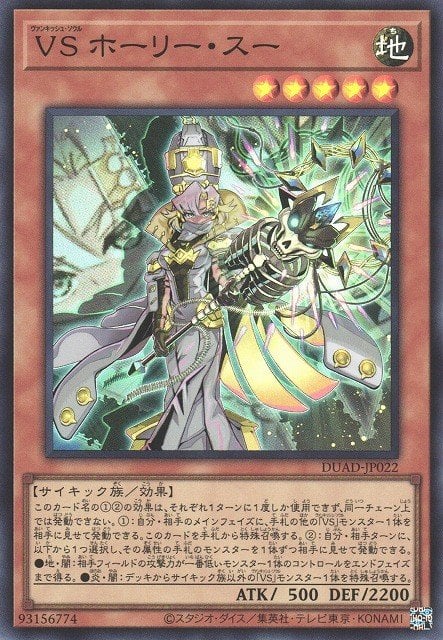 ヴァンキッシュ・ソウル
VS ホーリー・スー
地
DUAD-JP022
【サイキック族/効果】
このカード名の①②の効果は、それぞれ1ターンに1度しか使用できず、同一チェーン上
では発動できない。①:自分・相手のメインフェイズに、手札の他の「VS」モンスター1体を
相手に見せて発動できる。このカードを手札から特殊召喚する。②:自分・相手ターンに、
以下から1つ選択し、その属性の手札のモンスターを1体ずつ相手に見せて発動できる。
●地・闇:相手フィールドの攻撃力が一番低いモンスター1体のコントロールをエンドフェイ
ズまで得る。●炎・闇:デッキからサイキック族以外の「VS」モンスター1体を特殊召喚する。
ATK/ 500 DEF/2200
93156774
©スタジオ・ダイス/集英社・テレビ東京・KONAMI